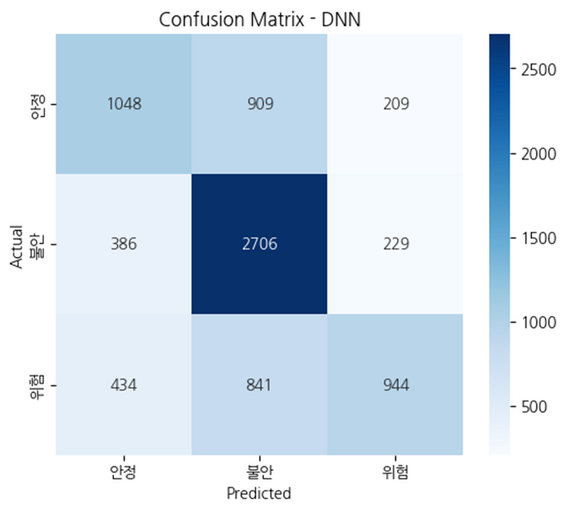 Confusion Matrix - DNN
Actual
안정
1048 909 209
불안
386 2706 229
위험
434 841 944
안정 불안 위험
Predicted
2500
2000
1500
1000
500